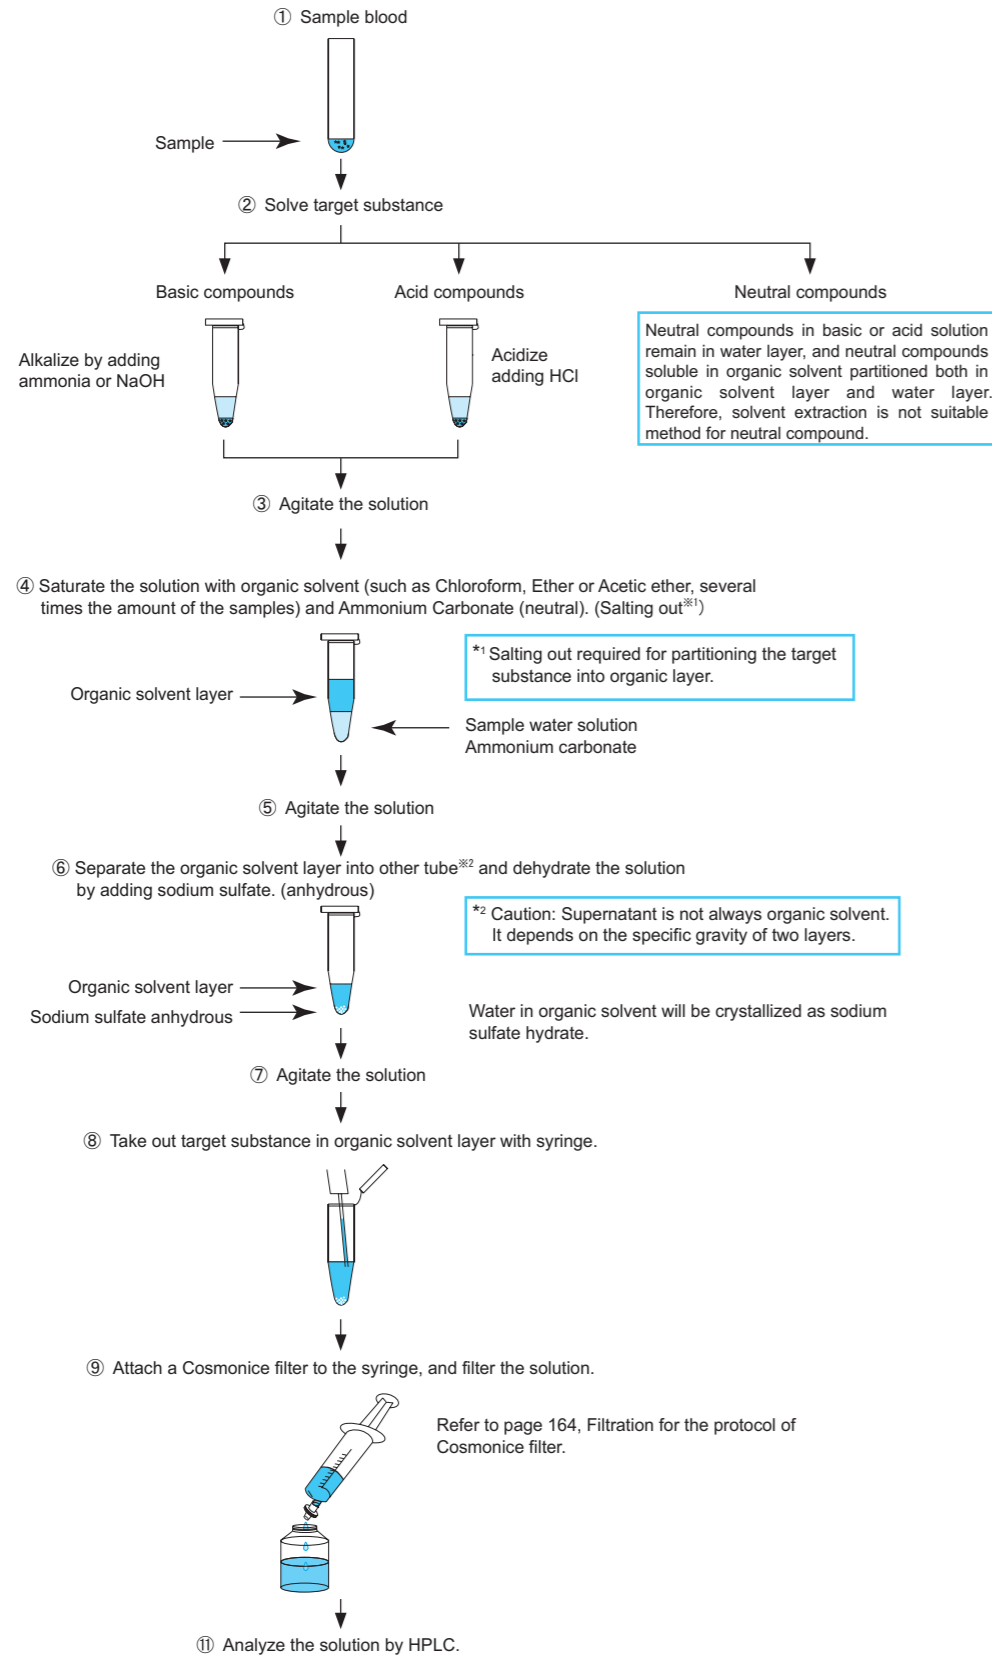 ① Sample blood
Sample
② Solve target substance
Basic compounds
Acid compounds
Neutral compounds
Alkalize by adding
ammonia or NaOH
Acidize
adding HCl
Neutral compounds in basic or acid solution
remain in water layer, and neutral compounds
soluble in organic solvent partitioned both in
organic solvent layer and water layer.
Therefore, solvent extraction is not suitable
method for neutral compound.
③ Agitate the solution
④ Saturate the solution with organic solvent (such as Chloroform, Ether or Acetic ether, several
times the amount of the samples) and Ammonium Carbonate (neutral). (Salting out※1)
*1 Salting out required for partitioning the target
substance into organic layer.
Organic solvent layer
Sample water solution
Ammonium carbonate
⑤ Agitate the solution
⑥ Separate the organic solvent layer into other tube※2 and dehydrate the solution
by adding sodium sulfate. (anhydrous)
*2 Caution: Supernatant is not always organic solvent.
It depends on the specific gravity of two layers.
Organic solvent layer
Sodium sulfate anhydrous
Water in organic solvent will be crystallized as sodium
sulfate hydrate.
⑦ Agitate the solution
⑧ Take out target substance in organic solvent layer with syringe.
⑨ Attach a Cosmonice filter to the syringe, and filter the solution.
Refer to page 164, Filtration for the protocol of
Cosmonice filter.
⑪ Analyze the solution by HPLC.